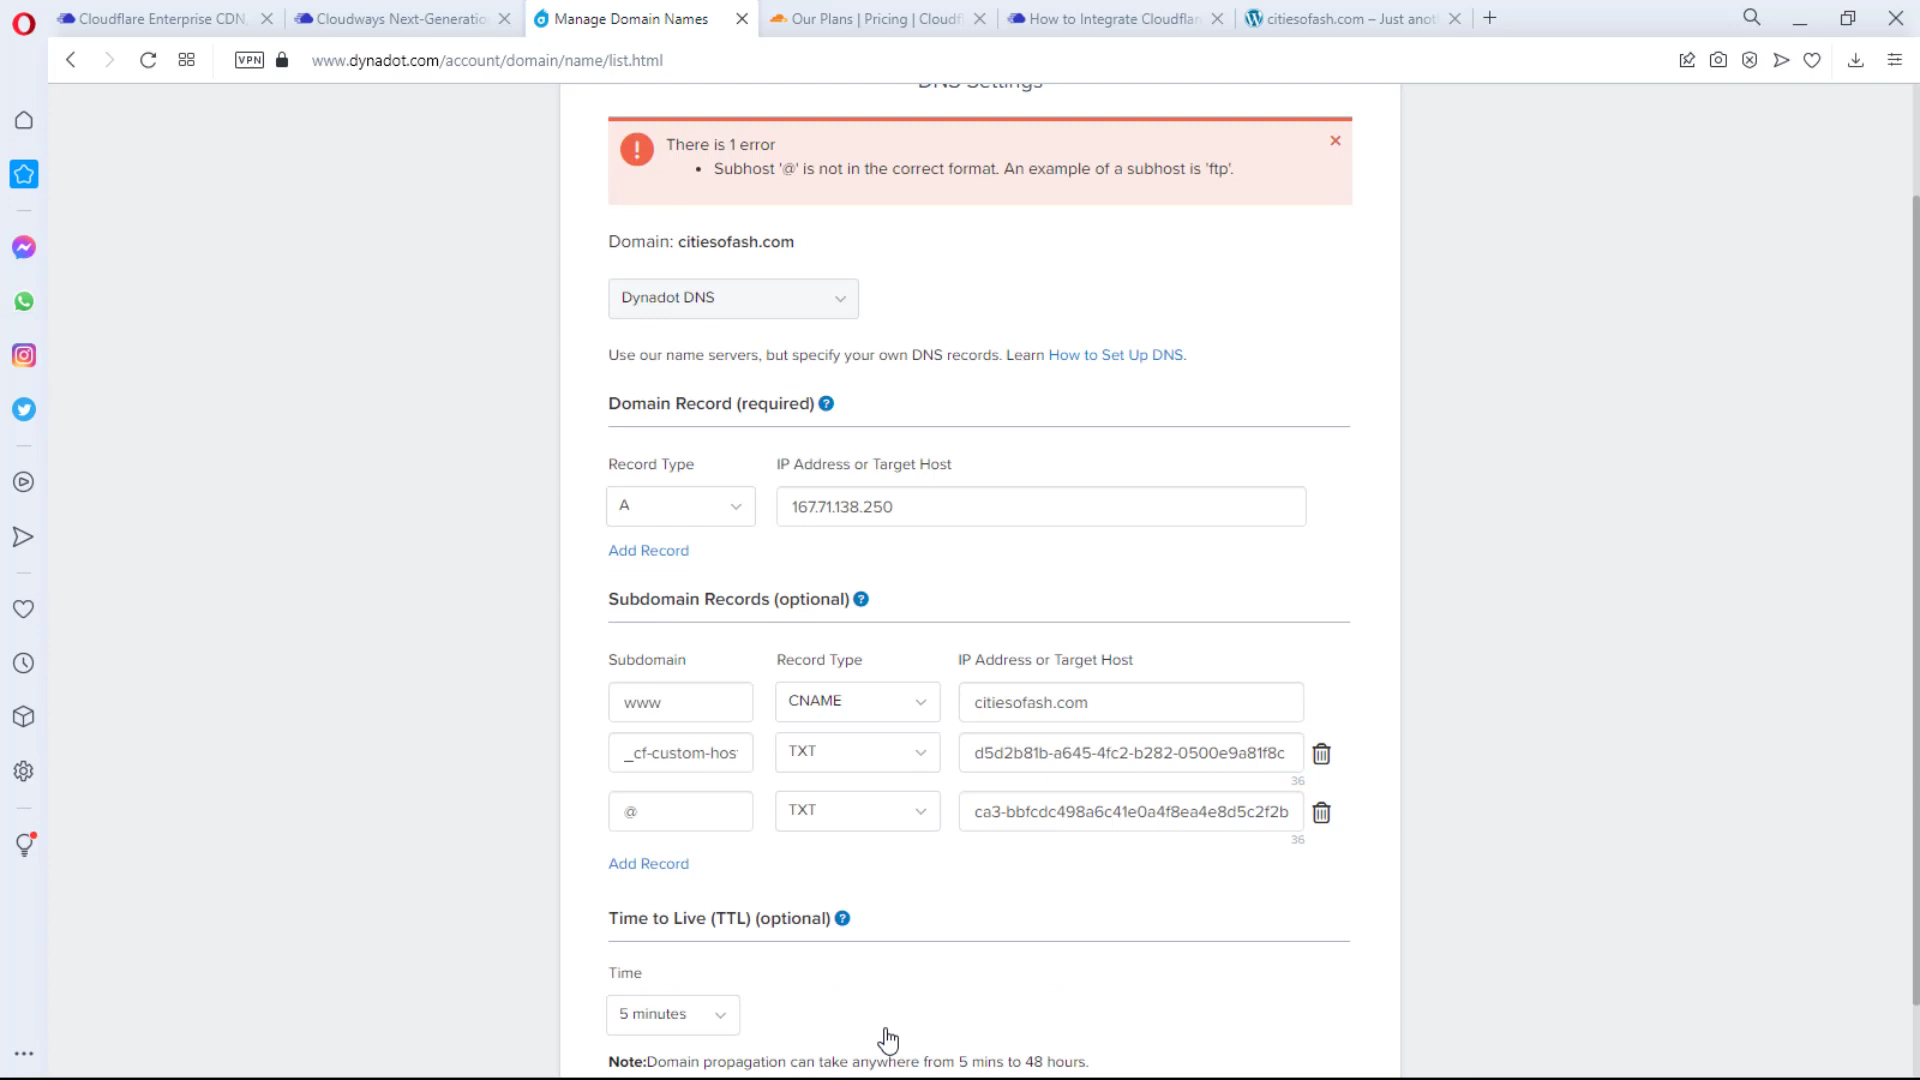 Cloudflare Enterprise CDN,
Cloudways Next-Generatio
Manage Domain Names
Our Plans | Pricing | Cloudf
How to Integrate Cloudflar
citiesofash.com – Just anot
VPN
www.dynadot.com/account/domain/name/list.html
DNS Settings
There is 1 error
• Subhost '@' is not in the correct format. An example of a subhost is 'ftp'.
Domain: citiesofash.com
Dynadot DNS
Use our name servers, but specify your own DNS records. Learn How to Set Up DNS.
Domain Record (required) ?
Record Type IP Address or Target Host
A 167.71.138.250
Add Record
Subdomain Records (optional) ?
Subdomain Record Type IP Address or Target Host
www CNAME citiesofash.com
_cf-custom-hos TXT d5d2b81b-a645-4fc2-b282-0500e9a81f8c
36
@ TXT ca3-bbfcdc498a6c41e0a4f8ea4e8d5c2f2b
36
Add Record
Time to Live (TTL) (optional) ?
Time
5 minutes
Note:Domain propagation can take anywhere from 5 mins to 48 hours.